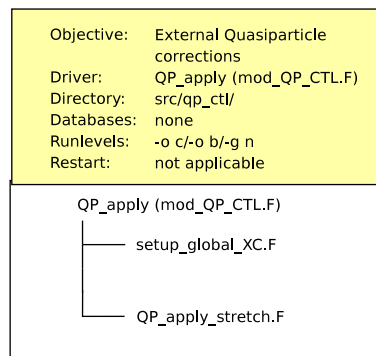 Objective: External Quasiparticle
corrections
Driver: QP_apply (mod_QP_CTL.F)
Directory: src/qp_ctl/
Databases: none
Runlevels: -o c/-o b/-g n
Restart: not applicable
QP_apply (mod_QP_CTL.F)
setup_global_XC.F
QP_apply_stretch.F